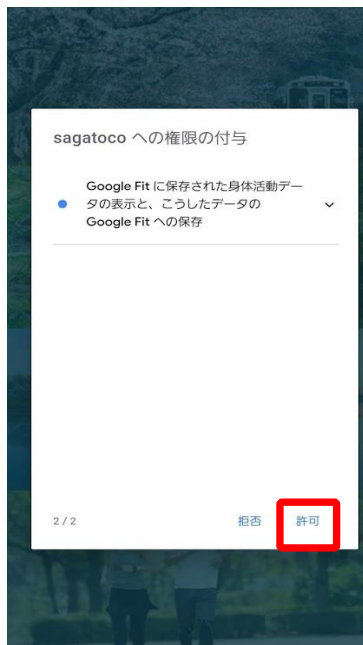 sagatoco への権限の付与
Google Fit に保存された身体活動デー
タの表示と、こうしたデータの
Google Fit への保存
2 / 2
拒否
許可